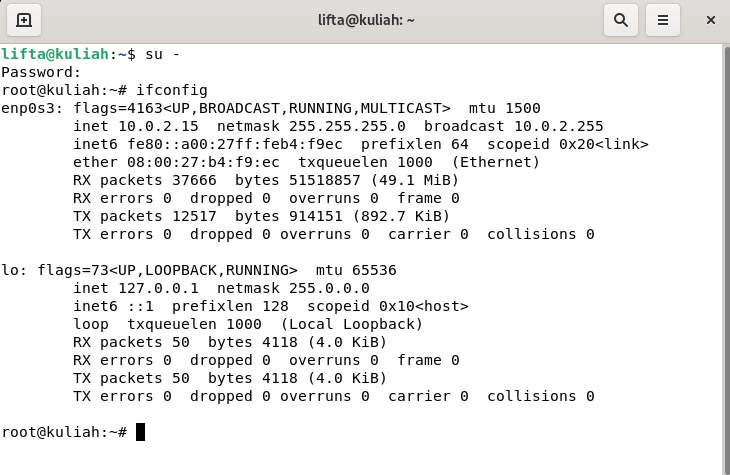 lifta@kuliah: ~
lifta@kuliah:~$ su -
Password:
root@kuliah:~# ifconfig
enp0s3: flags=4163<UP,BROADCAST,RUNNING,MULTICAST>  mtu 1500
        inet 10.0.2.15  netmask 255.255.255.0  broadcast 10.0.2.255
        inet6 fe80::a00:27ff:feb4:f9ec  prefixlen 64  scopeid 0x20<link>
        ether 08:00:27:b4:f9:ec  txqueuelen 1000  (Ethernet)
        RX packets 37666  bytes 51518857 (49.1 MiB)
        RX errors 0  dropped 0  overruns 0  frame 0
        TX packets 12517  bytes 914151 (892.7 KiB)
        TX errors 0  dropped 0 overruns 0  carrier 0  collisions 0

lo: flags=73<UP,LOOPBACK,RUNNING>  mtu 65536
        inet 127.0.0.1  netmask 255.0.0.0
        inet6 ::1  prefixlen 128  scopeid 0x10<host>
        loop  txqueuelen 1000  (Local Loopback)
        RX packets 50  bytes 4118 (4.0 KiB)
        RX errors 0  dropped 0  overruns 0  frame 0
        TX packets 50  bytes 4118 (4.0 KiB)
        TX errors 0  dropped 0 overruns 0  carrier 0  collisions 0

root@kuliah:~#